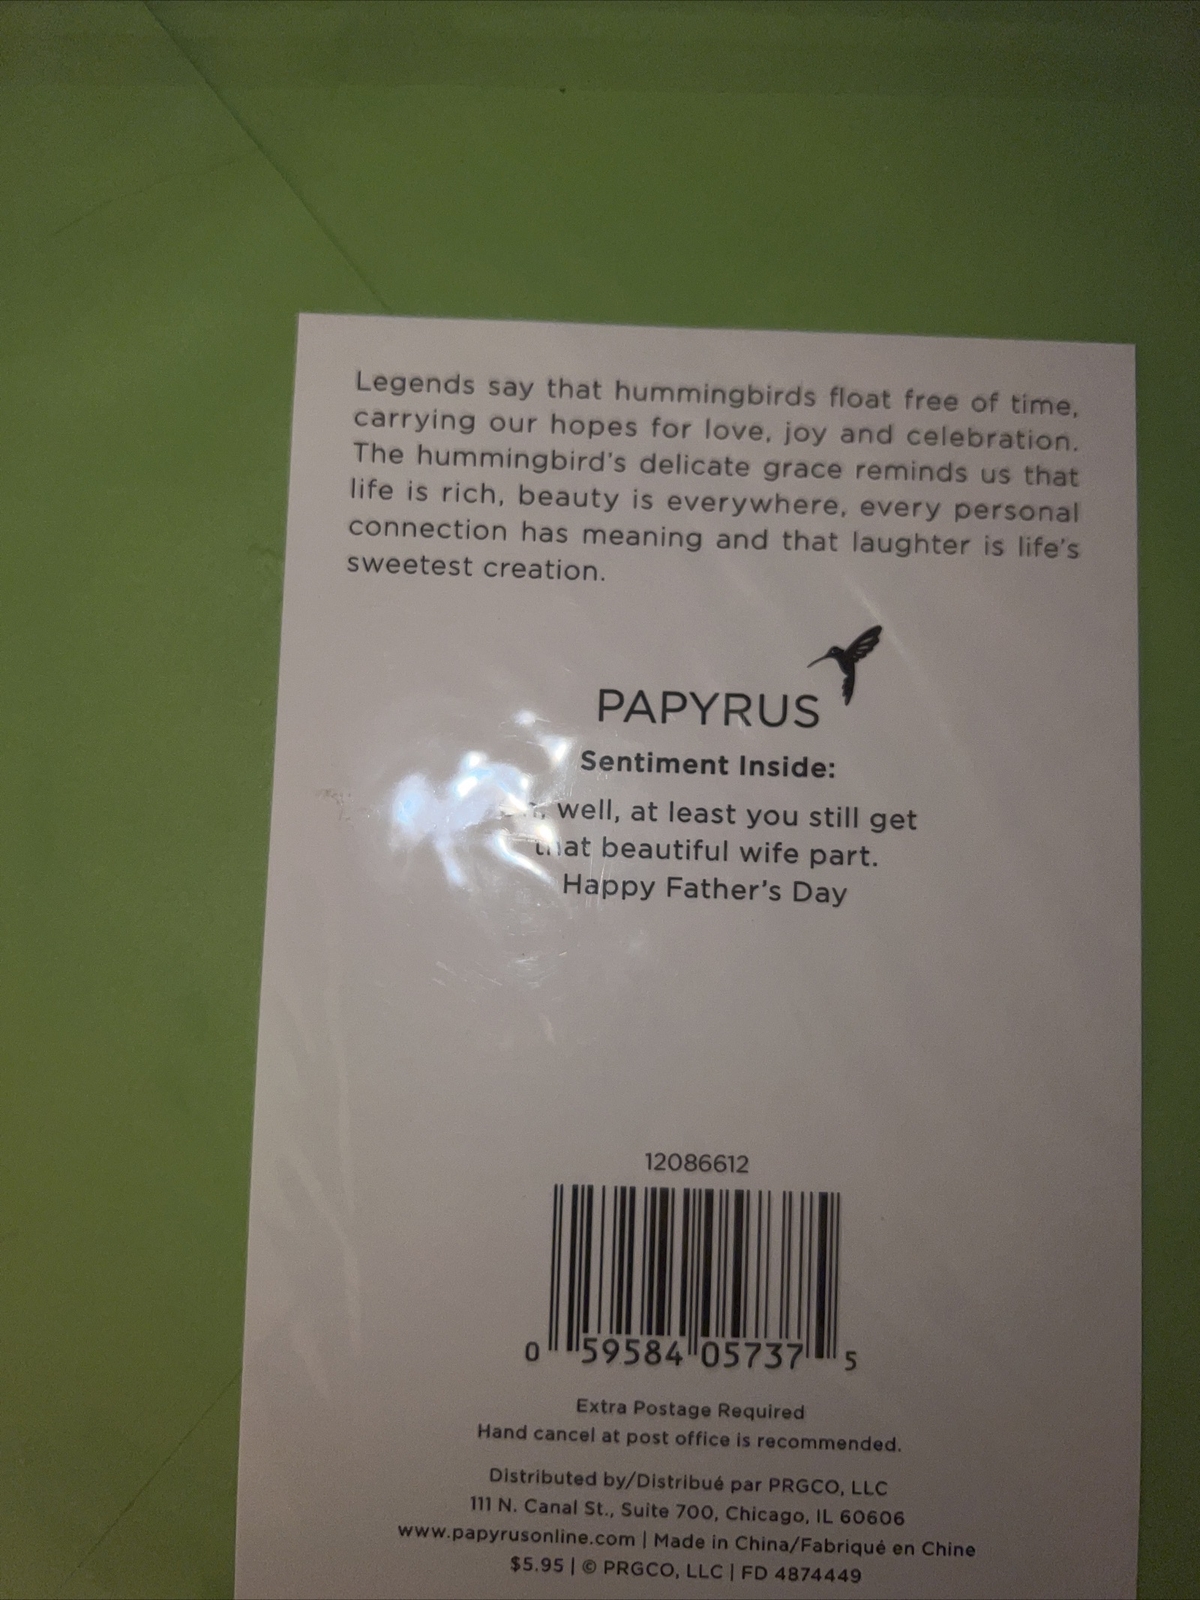 Legends say that hummingbirds float free of time,
carrying our hopes for love, joy and celebration.
The hummingbird's delicate grace reminds us that
life is rich, beauty is everywhere, every personal
connection has meaning and that laughter is life's
sweetest creation.
PAPYRUS
Sentiment Inside:
well, at least you still get
that beautiful wife part.
Happy Father's Day
12086612
0 59584 05737 5
Extra Postage Required
Hand cancel at post office is recommended.
Distributed by/Distribué par PRGCO, LLC
111 N. Canal St., Suite 700, Chicago, IL 60606
www.papyrusonline.com | Made in China/Fabriqué en Chine
$5.95 | © PRGCO, LLC | FD 4874449